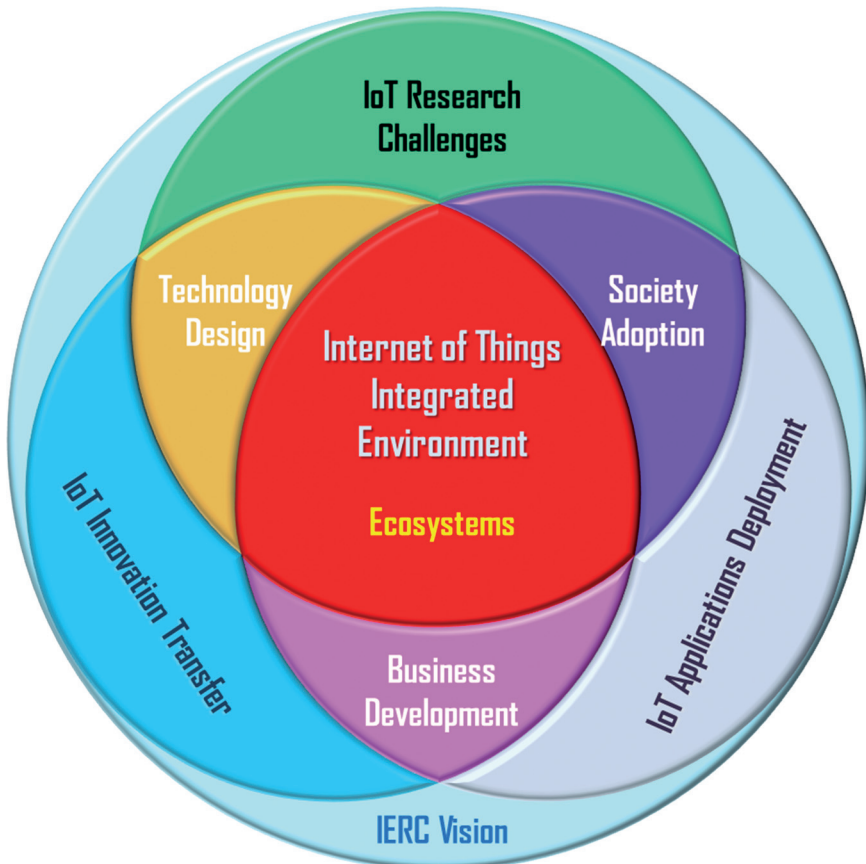 IoT Research
Challenges
Technology
Design
Society
Adoption
Internet of Things
Integrated
Environment
Ecosystems
IoT Innovation Transfer
IoT Applications Deployment
Business
Development
IERC Vision